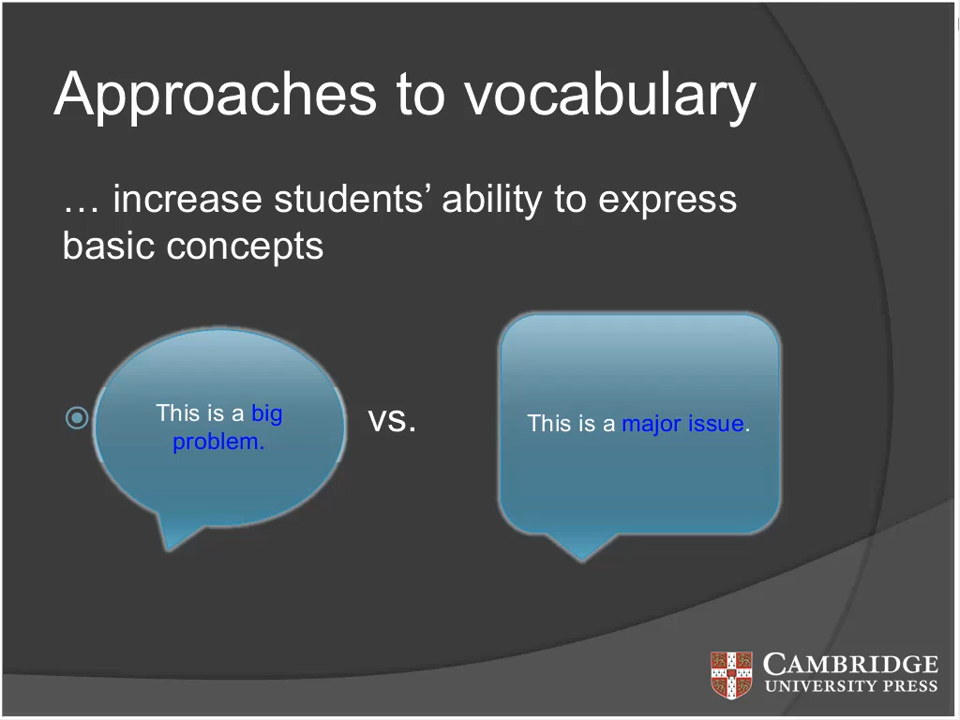 Approaches to vocabulary
… increase students’ ability to express
basic concepts
This is a big
problem.
vs.
This is a major issue.
CAMBRIDGE
UNIVERSITY PRESS